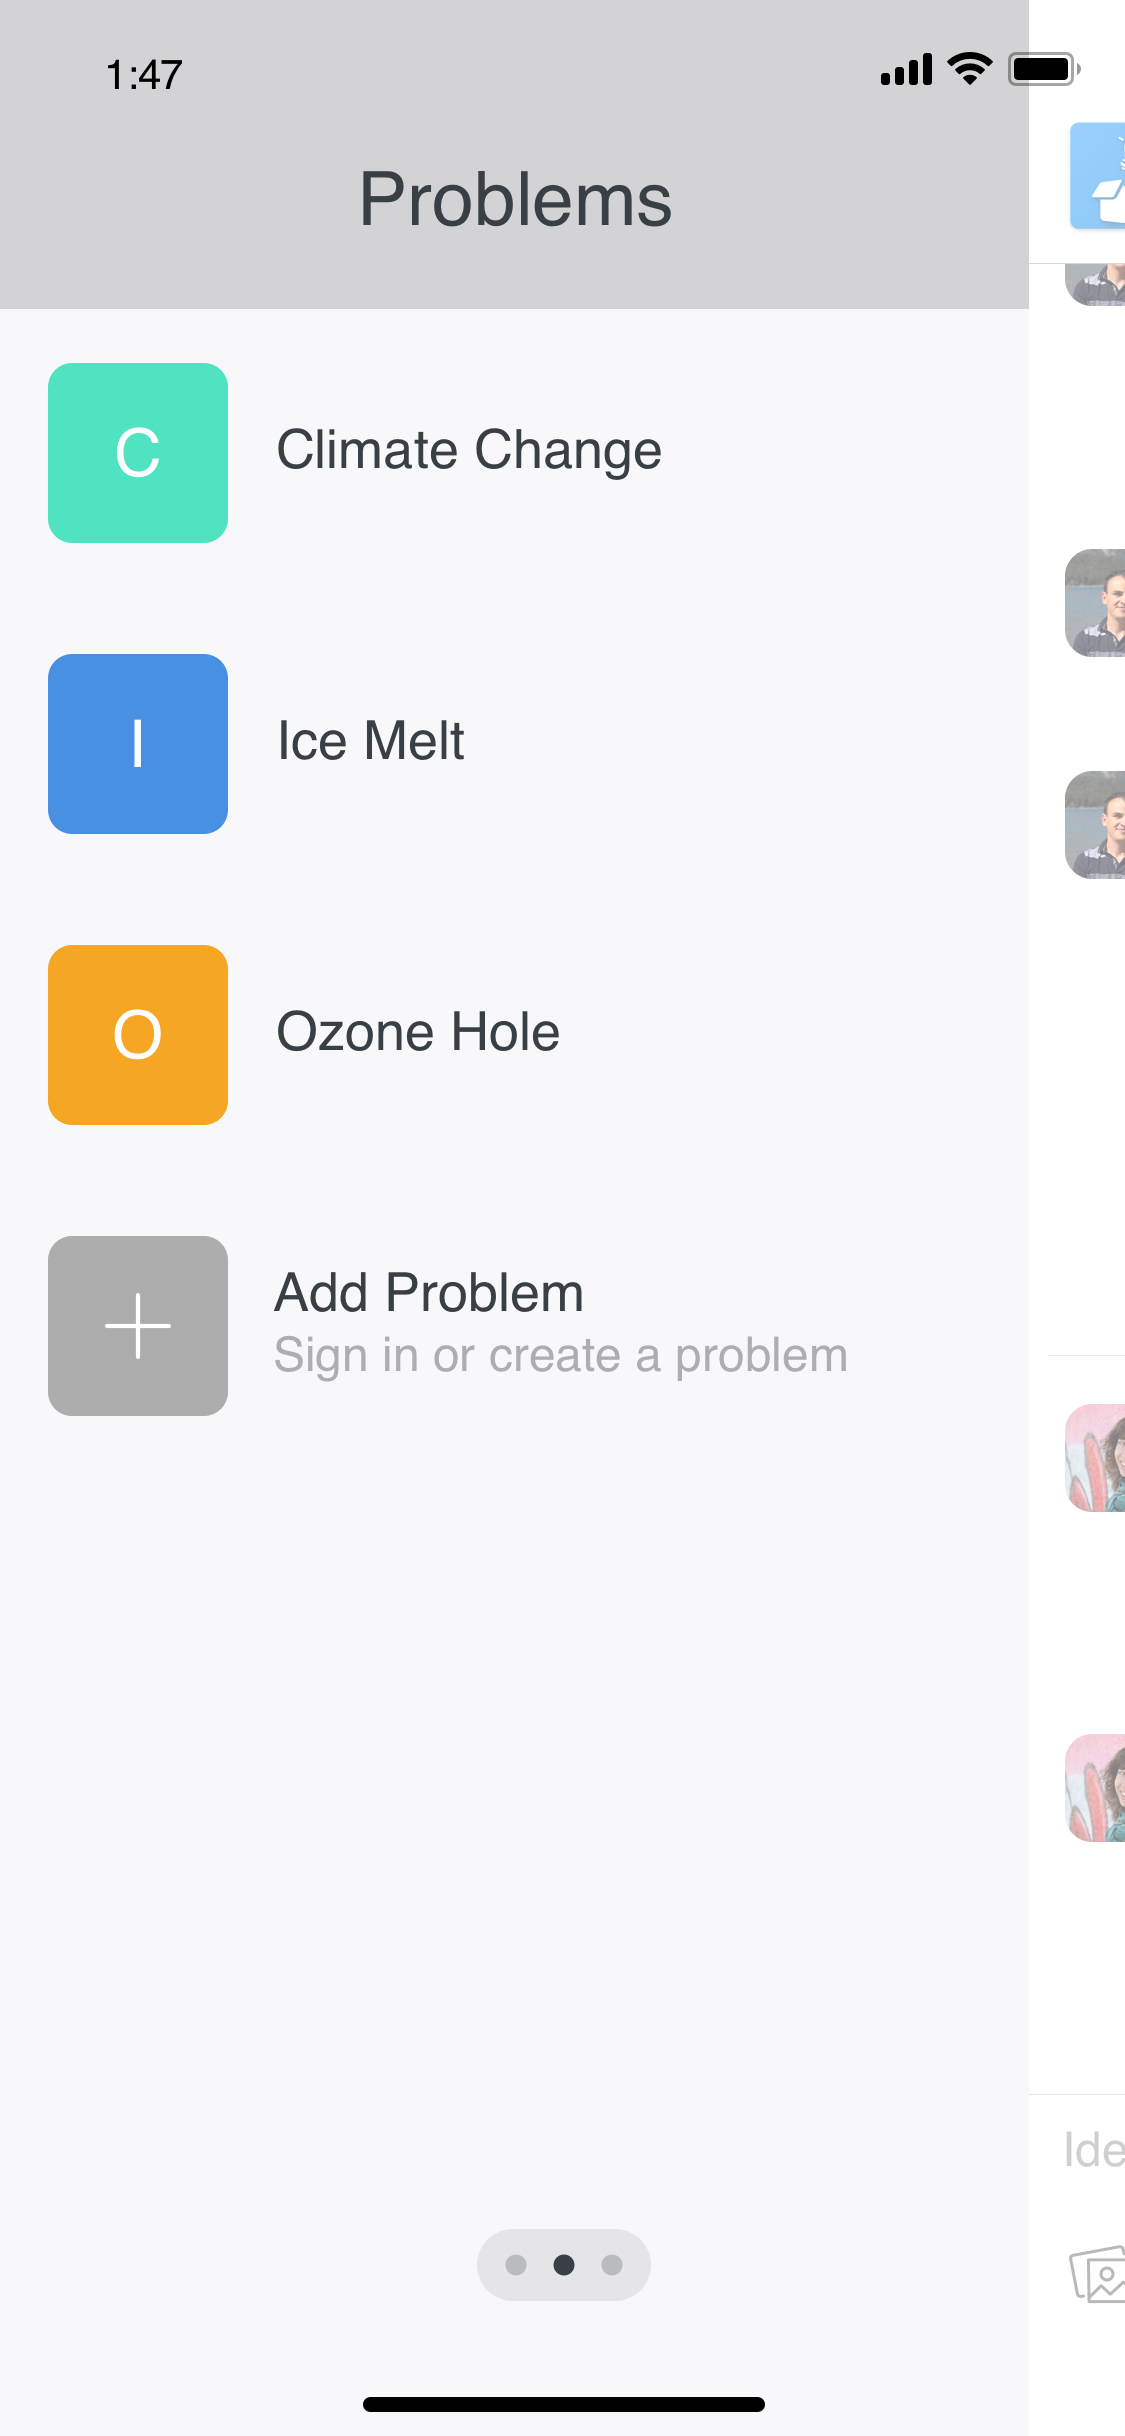 1:47
Problems
C
Climate Change
I
Ice Melt
O
Ozone Hole
Add Problem
Sign in or create a problem
Ide